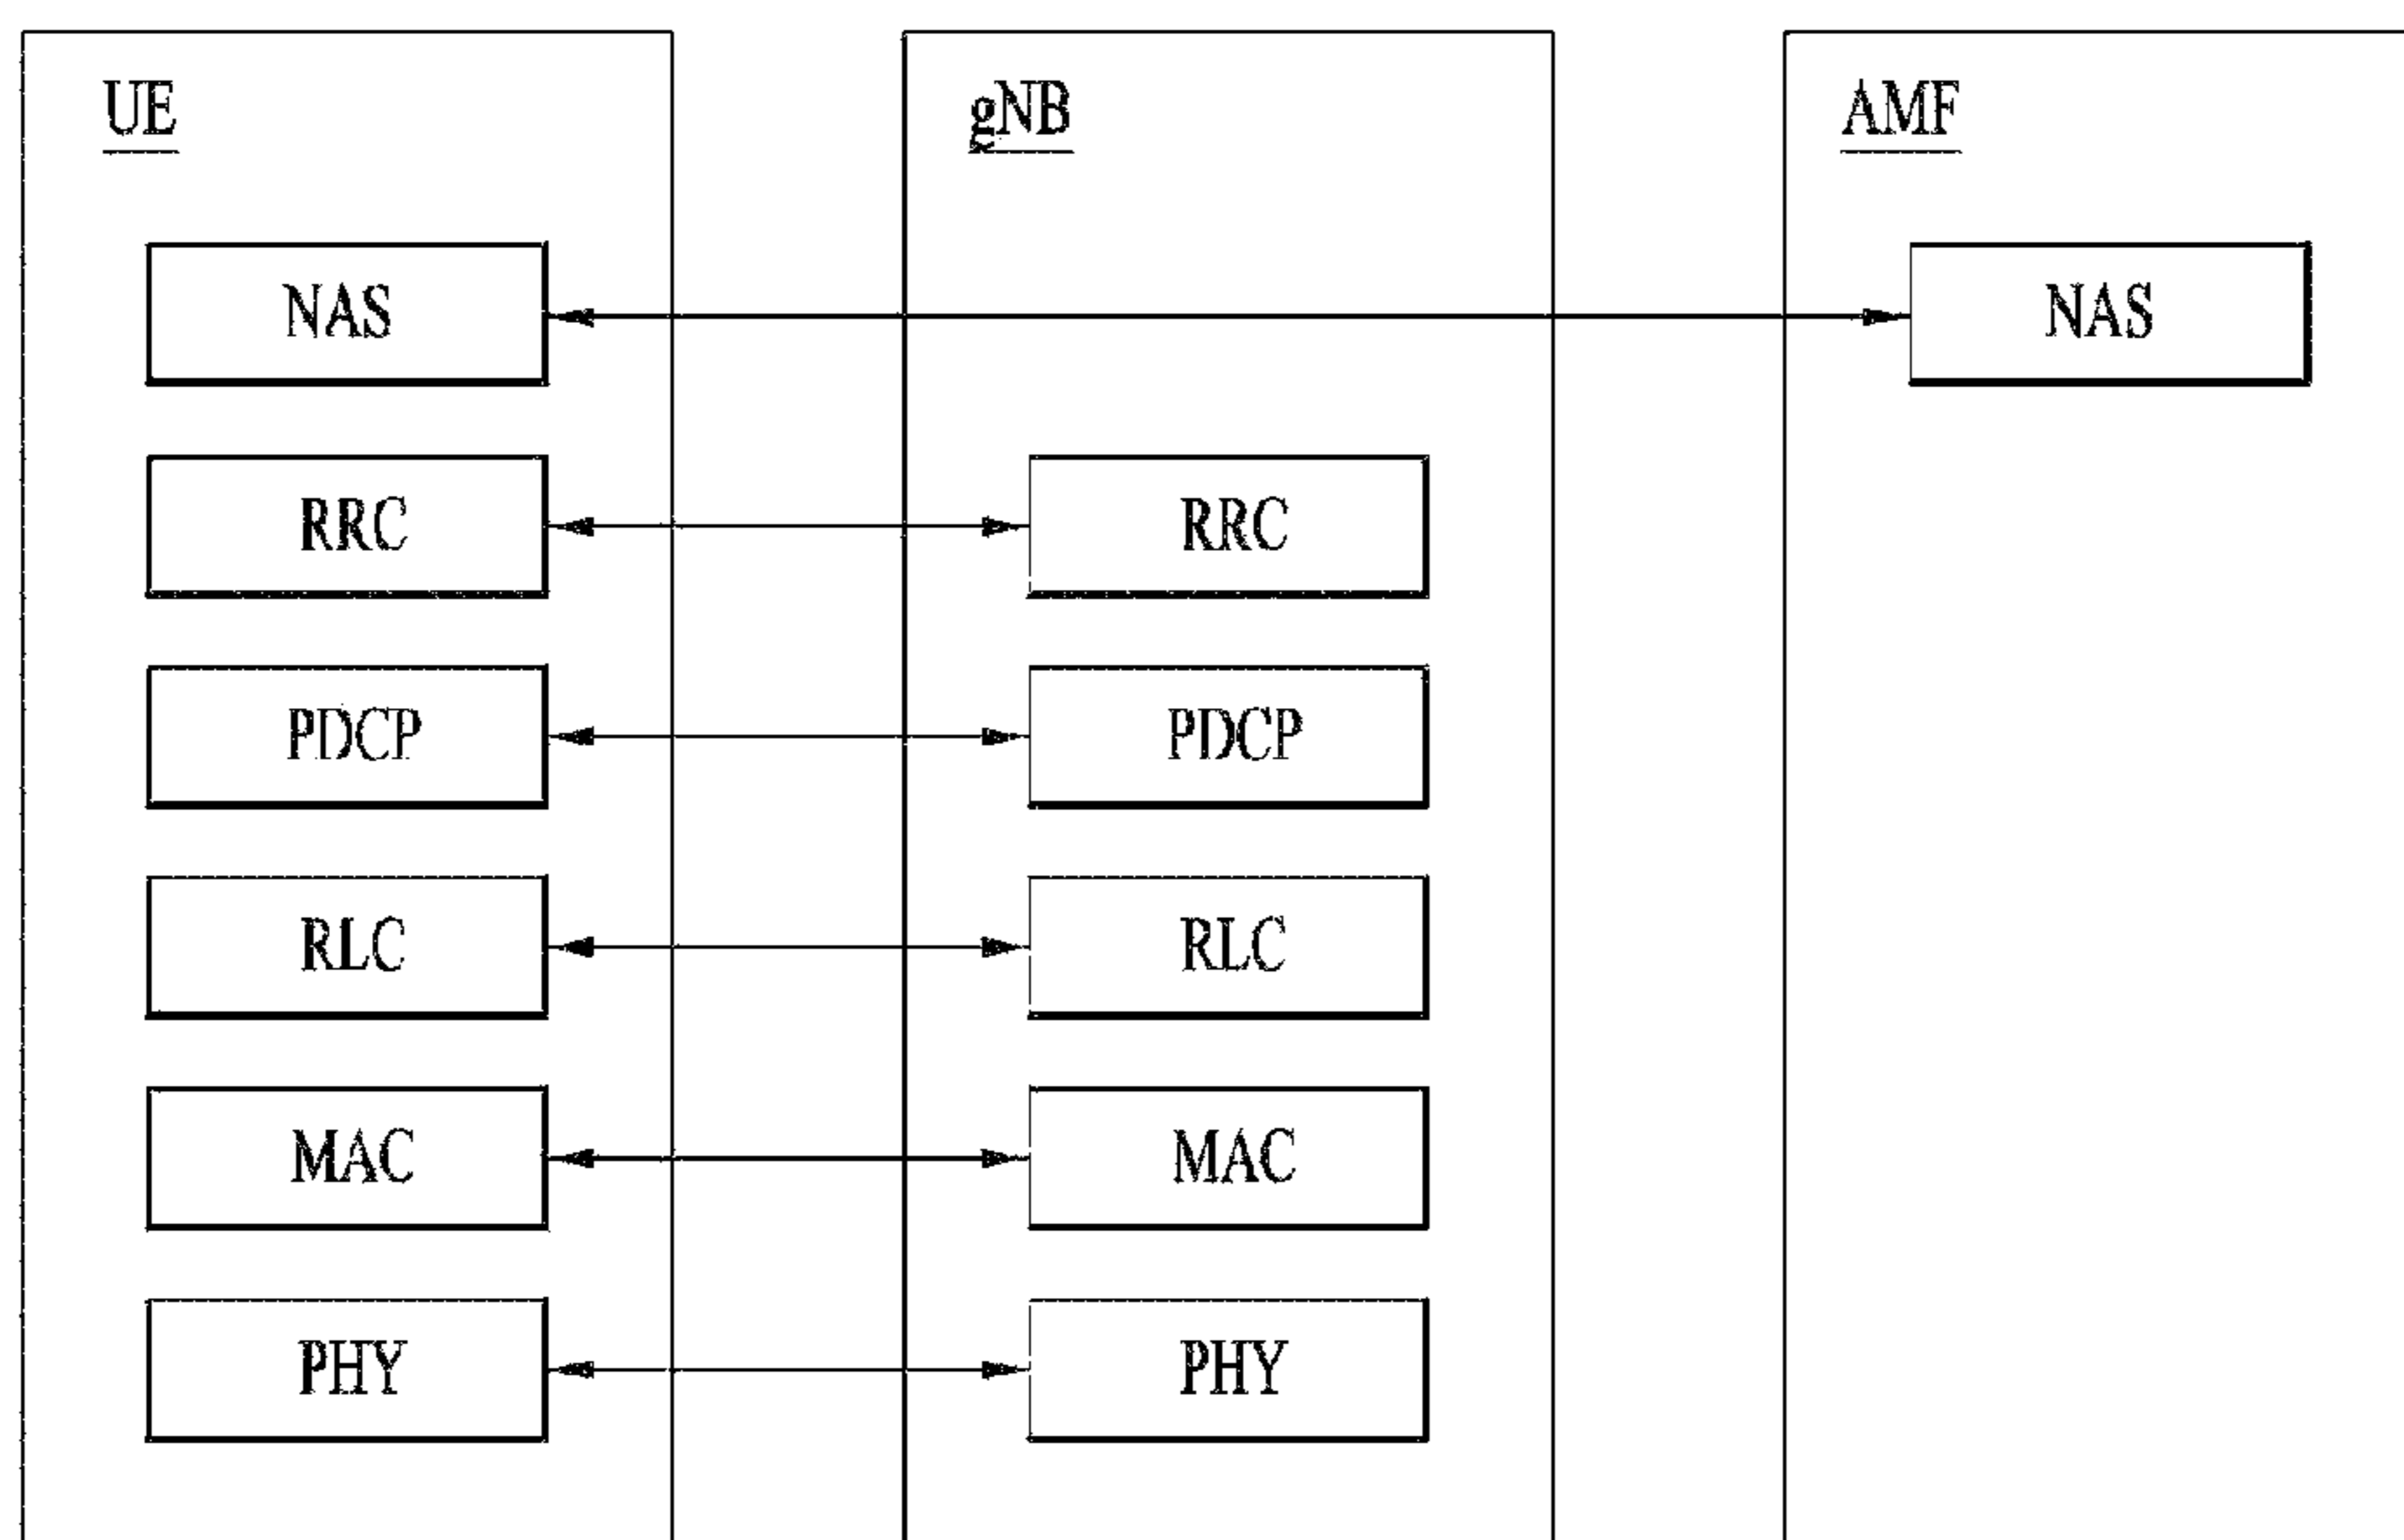 UE gNB AMF
NAS NAS
RRC RRC
PDCP PDCP
RLC RLC
MAC MAC
PHY PHY